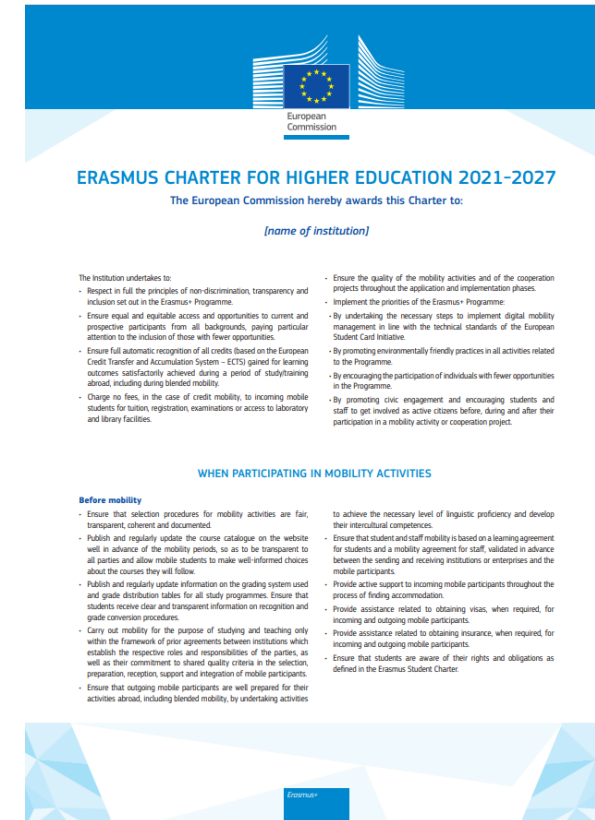 European
Commission
ERASMUS CHARTER FOR HIGHER EDUCATION 2021-2027
The European Commission hereby awards this Charter to:
[name of institution]
The Institution undertakes to:
- Respect in full the principles of non-discrimination, transparency and
inclusion set out in the Erasmus+ Programme.
- Ensure equal and equitable access and opportunities to current and
prospective participants from all backgrounds, paying particular
attention to the inclusion of those with fewer opportunities.
- Ensure full automatic recognition of all credits (based on the European
Credit Transfer and Accumulation System – ECTS) gained for learning
outcomes satisfactorily achieved during a period of study/training
abroad, including during blended mobility.
- Charge no fees, in the case of credit mobility, to incoming mobile
students for tuition, registration, examinations or access to laboratory
and library facilities.
- Ensure the quality of the mobility activities and of the cooperation
projects throughout the application and implementation phases.
- Implement the priorities of the Erasmus+ Programme:
• By undertaking the necessary steps to implement digital mobility
management in line with the technical standards of the European
Student Card Initiative.
• By promoting environmentally friendly practices in all activities related
to the Programme.
• By encouraging the participation of individuals with fewer opportunities
in the Programme.
• By promoting civic engagement and encouraging students and
staff to get involved as active citizens before, during and after their
participation in a mobility activity or cooperation project.
WHEN PARTICIPATING IN MOBILITY ACTIVITIES
Before mobility
- Ensure that selection procedures for mobility activities are fair,
transparent, coherent and documented.
- Publish and regularly update the course catalogue on the website
well in advance of the mobility periods, so as to be transparent to
all parties and allow mobile students to make well-informed choices
about the courses they will follow.
- Publish and regularly update information on the grading system used
and grade distribution tables for all study programmes. Ensure that
students receive clear and transparent information on recognition and
grade conversion procedures.
- Carry out mobility for the purpose of studying and teaching only
within the framework of prior agreements between institutions which
establish the respective roles and responsibilities of the parties, as
well as their commitment to shared quality criteria in the selection,
preparation, reception, support and integration of mobile participants.
- Ensure that outgoing mobile participants are well prepared for their
activities abroad, including blended mobility, by undertaking activities
to achieve the necessary level of linguistic proficiency and develop
their intercultural competences.
- Ensure that student and staff mobility is based on a learning agreement
for students and a mobility agreement for staff, validated in advance
between the sending and receiving institutions or enterprises and the
mobile participants.
- Provide active support to incoming mobile participants throughout the
process of finding accommodation.
- Provide assistance related to obtaining visas, when required, for
incoming and outgoing mobile participants.
- Provide assistance related to obtaining insurance, when required, for
incoming and outgoing mobile participants.
- Ensure that students are aware of their rights and obligations as
defined in the Erasmus Student Charter.
Erasmus+